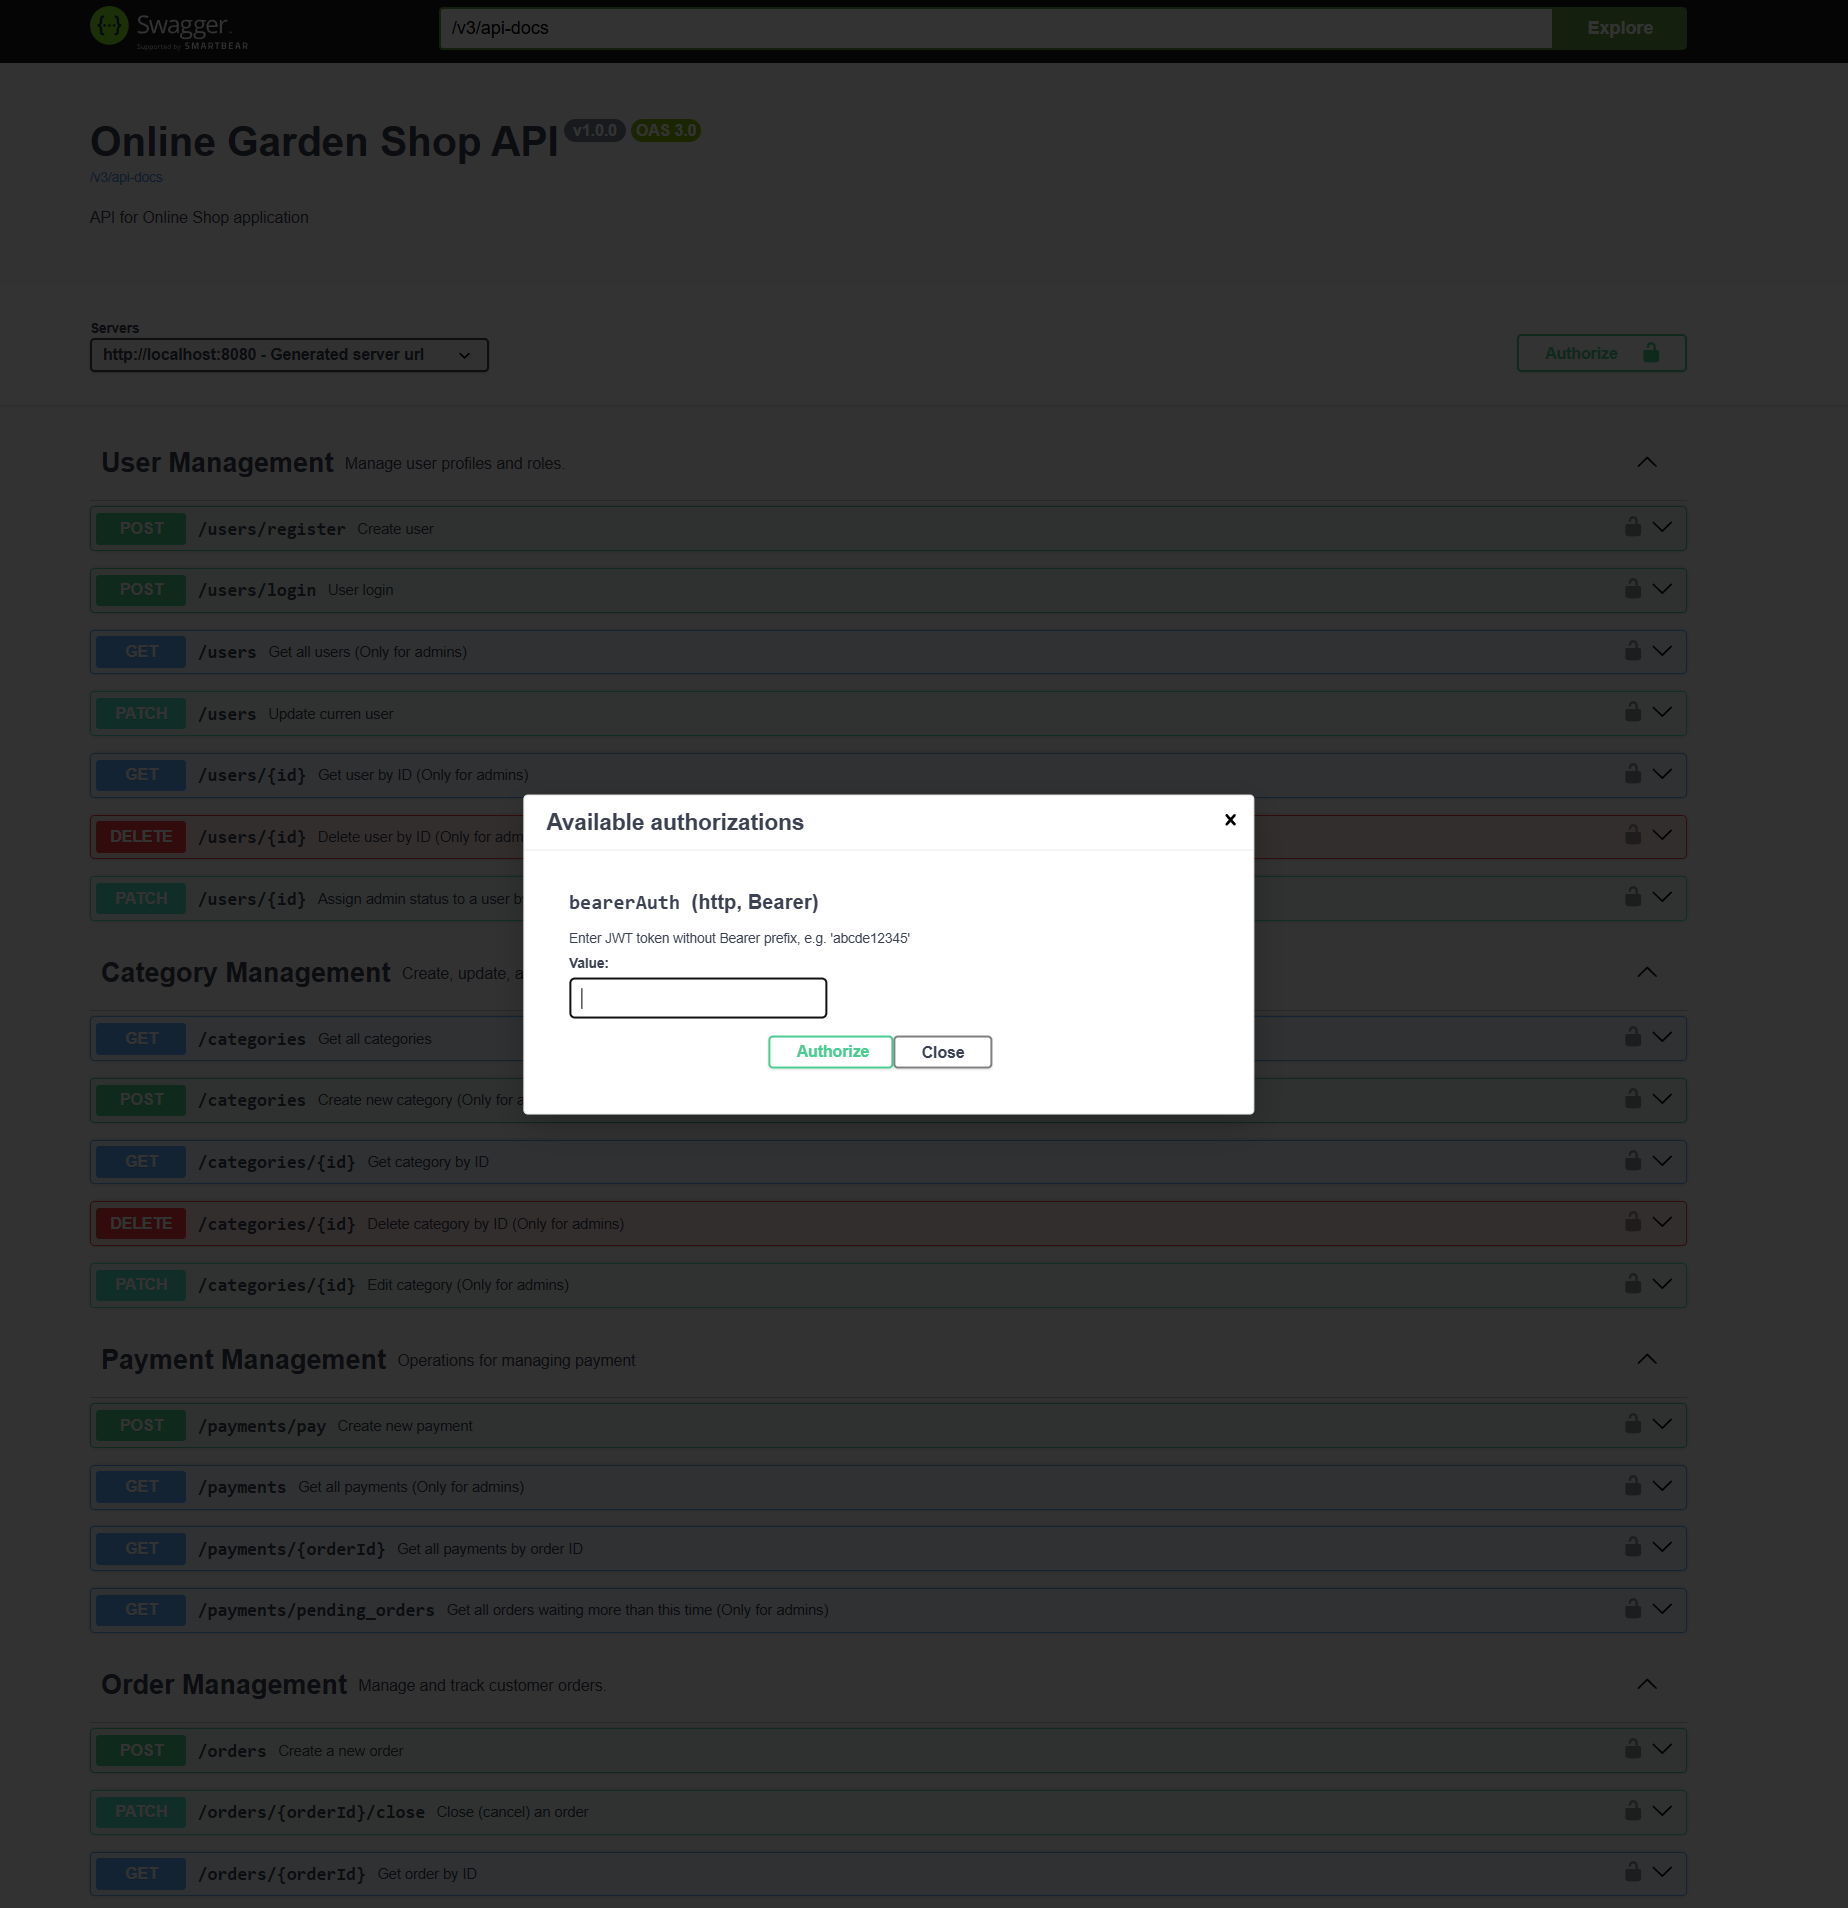 Swagger.
Supported by SMARTBEAR
/v3/api-docs
Explore
Online Garden Shop API v1.0.0 OAS 3.0
/v3/api-docs
API for Online Shop application
Servers
http://localhost:8080 - Generated server url
Authorize
User Management Manage user profiles and roles.
POST /users/register Create user
POST /users/login User login
GET /users Get all users (Only for admins)
PATCH /users Update curren user
GET /users/{id} Get user by ID (Only for admins)
DELETE /users/{id} Delete user by ID (Only for adm
PATCH /users/{id} Assign admin status to a user b
Available authorizations
bearerAuth (http, Bearer)
Enter JWT token without Bearer prefix, e.g. 'abcde12345'
Value:
Authorize
Close
Category Management Create, update, a
GET /categories Get all categories
POST /categories Create new category (Only for a
GET /categories/{id} Get category by ID
DELETE /categories/{id} Delete category by ID (Only for admins)
PATCH /categories/{id} Edit category (Only for admins)
Payment Management Operations for managing payment
POST /payments/pay Create new payment
GET /payments Get all payments (Only for admins)
GET /payments/{orderId} Get all payments by order ID
GET /payments/pending_orders Get all orders waiting more than this time (Only for admins)
Order Management Manage and track customer orders.
POST /orders Create a new order
PATCH /orders/{orderId}/close Close (cancel) an order
GET /orders/{orderId} Get order by ID